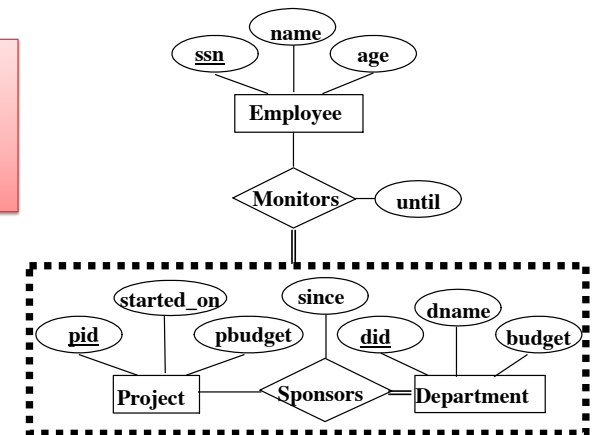 name
ssn
age
Employee
Monitors
until
started_on
since
dname
pid
pbudget
did
budget
Project
Sponsors
Department